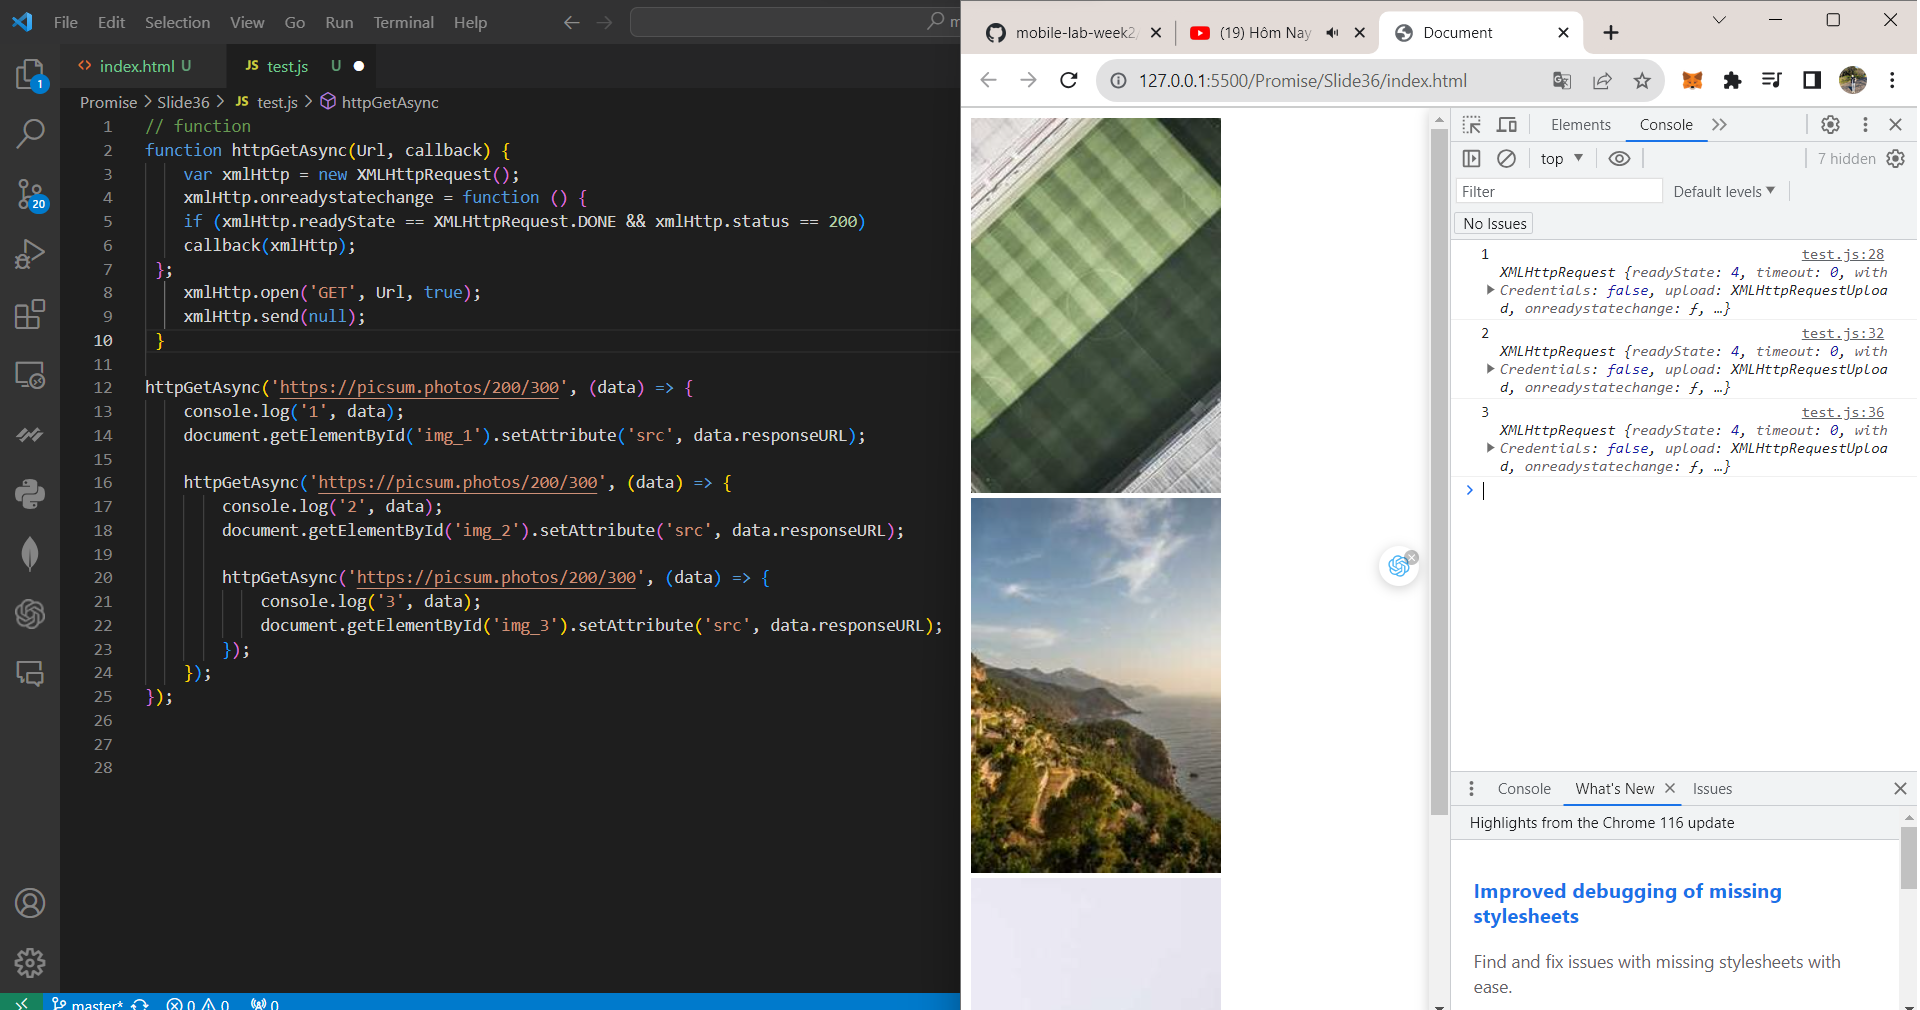 File Edit Selection View Go Run Terminal Help
index.html U
JS test.js U
Promise > Slide36 > JS test.js > httpGetAsync
1 // function
2 function httpGetAsync(Url, callback) {
3 var xmlHttp = new XMLHttpRequest();
4 xmlHttp.onreadystatechange = function () {
5 if (xmlHttp.readyState == XMLHttpRequest.DONE && xmlHttp.status == 200)
6 callback(xmlHttp);
7 };
8 xmlHttp.open('GET', Url, true);
9 xmlHttp.send(null);
10 }
11
12 httpGetAsync('https://picsum.photos/200/300', (data) => {
13 console.log('1', data);
14 document.getElementById('img_1').setAttribute('src', data.responseURL);
15
16 httpGetAsync('https://picsum.photos/200/300', (data) => {
17 console.log('2', data);
18 document.getElementById('img_2').setAttribute('src', data.responseURL);
19
20 httpGetAsync('https://picsum.photos/200/300', (data) => {
21 console.log('3', data);
22 document.getElementById('img_3').setAttribute('src', data.responseURL);
23 });
24 });
25 });
26
27
28
1
20
master* 0 0 0
mobile-lab-week2
(19) Hôm Nay
Document
127.0.0.1:5500/Promise/Slide36/index.html
Elements Console
top 7 hidden
Filter Default levels
No Issues
1 test.js:28
XMLHttpRequest {readyState: 4, timeout: 0, with
Credentials: false, upload: XMLHttpRequestUploa
d, onreadystatechange: ƒ, …}
2 test.js:32
XMLHttpRequest {readyState: 4, timeout: 0, with
Credentials: false, upload: XMLHttpRequestUploa
d, onreadystatechange: ƒ, …}
3 test.js:36
XMLHttpRequest {readyState: 4, timeout: 0, with
Credentials: false, upload: XMLHttpRequestUploa
d, onreadystatechange: ƒ, …}
Console What's New Issues
Highlights from the Chrome 116 update
Improved debugging of missing
stylesheets
Find and fix issues with missing stylesheets with
ease.